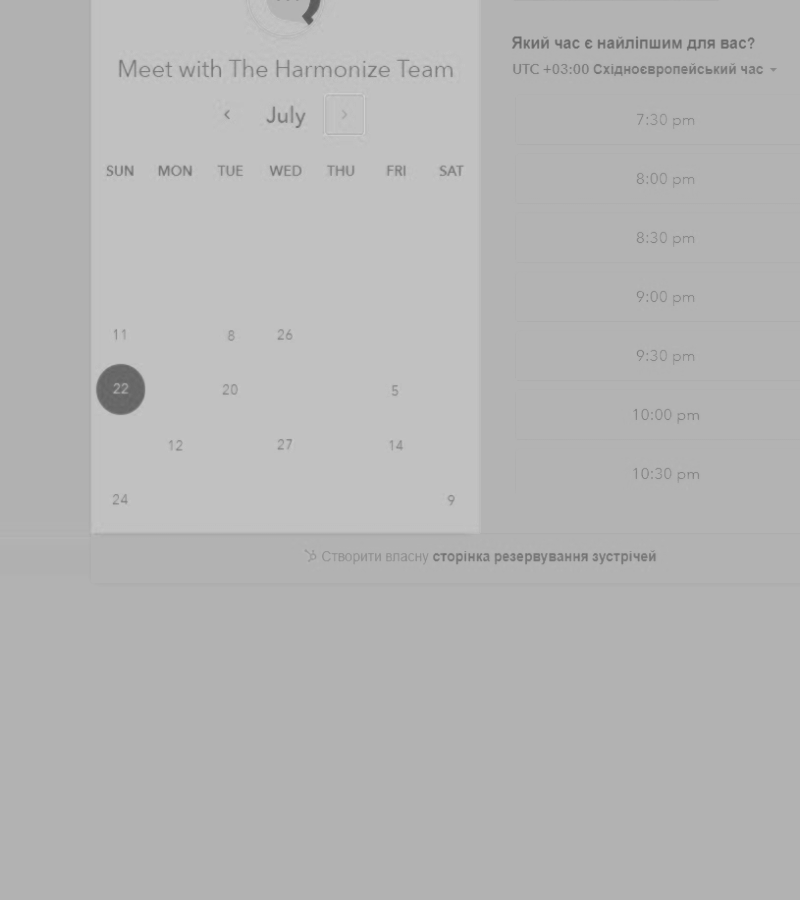 Meet with The Harmonize Team
July
SUN MON TUE WED THU FRI SAT
11 8 26
22 20 5
12 27 14
24 9
Який час є найліпшим для вас?
UTC +03:00 Східноєвропейський час
7:30 pm
8:00 pm
8:30 pm
9:00 pm
9:30 pm
10:00 pm
10:30 pm
Створити власну сторінка резервування зустрічей